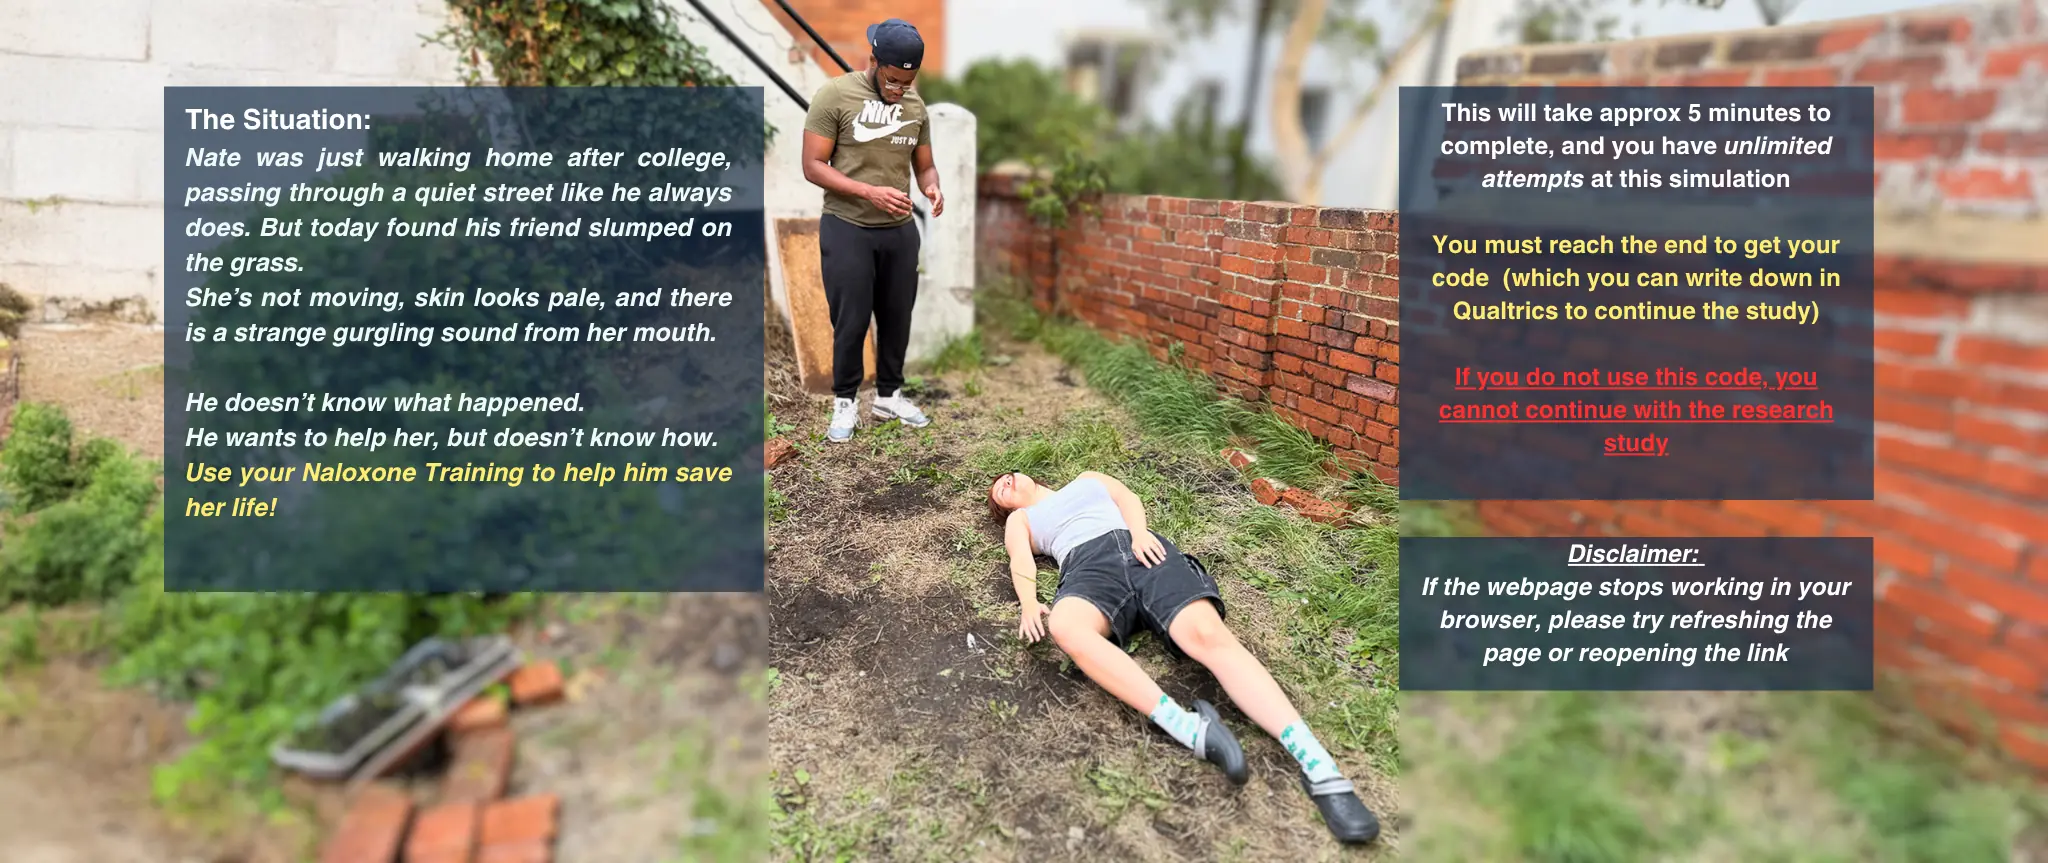 The Situation:
Nate was just walking home after college,
passing through a quiet street like he always
does. But today found his friend slumped on
the grass.
She's not moving, skin looks pale, and there
is a strange gurgling sound from her mouth.
He doesn't know what happened.
He wants to help her, but doesn't know how.
Use your Naloxone Training to help him save
her life!
NIKE
JUST DO
This will take approx 5 minutes to
complete, and you have unlimited
attempts at this simulation
You must reach the end to get your
code (which you can write down in
Qualtrics to continue the study)
If you do not use this code, you
cannot continue with the research
study
Disclaimer:
If the webpage stops working in your
browser, please try refreshing the
page or reopening the link